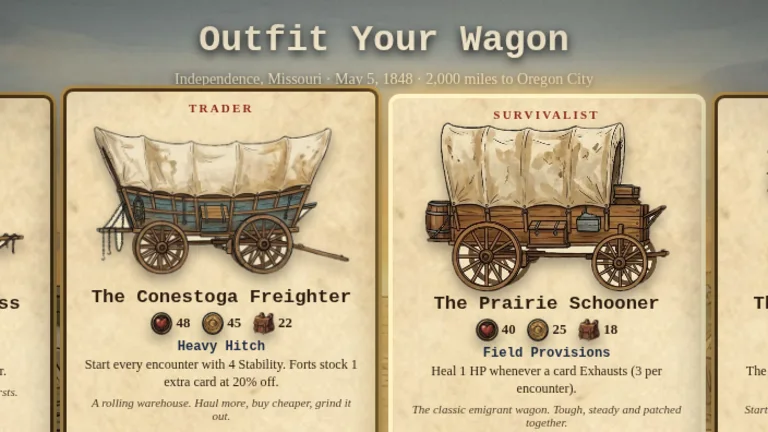 Outfit Your Wagon
Independence, Missouri · May 5, 1848 · 2,000 miles to Oregon City
TRADER
The Conestoga Freighter
48 45 22
Heavy Hitch
Start every encounter with 4 Stability. Forts stock 1
extra card at 20% off.
A rolling warehouse. Haul more, buy cheaper, grind it
out.
SURVIVALIST
The Prairie Schooner
40 25 18
Field Provisions
Heal 1 HP whenever a card Exhausts (3 per
encounter).
The classic emigrant wagon. Tough, steady and patched
together.
The
Start